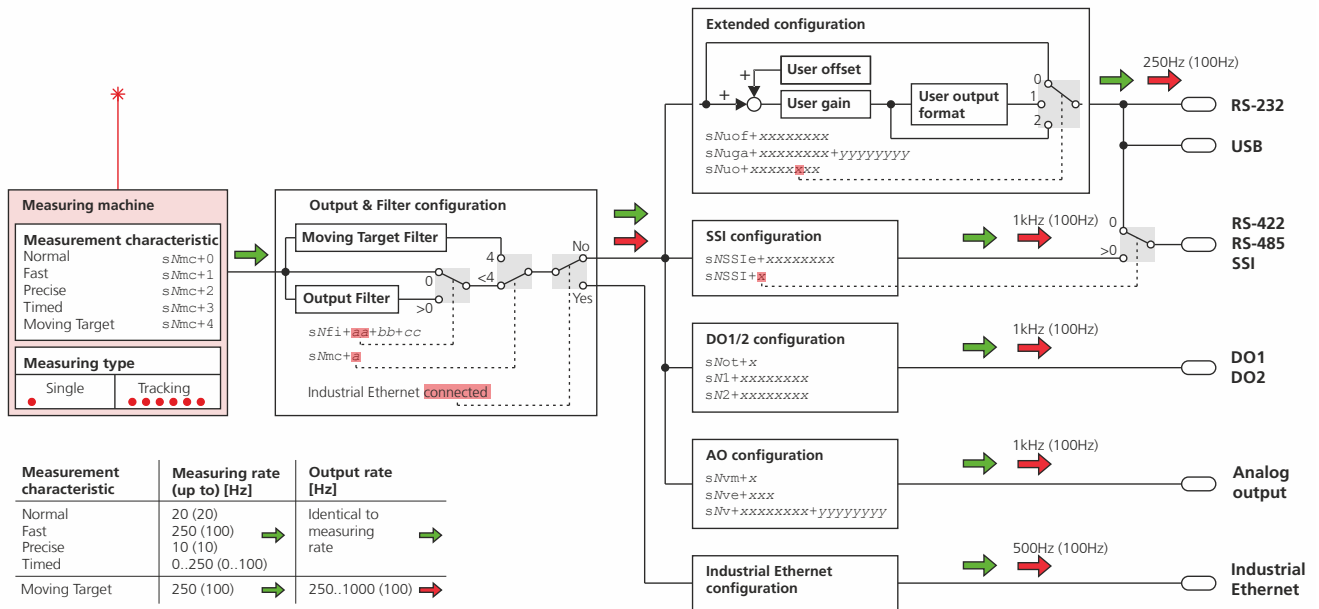 Extended configuration
User offset
+
+
User gain
User output
format
0
1
2
sNuof+xxxxxxxx
sNuga+xxxxxxxx+yyyyyyyy
sNuo+xxxxxxxx
250Hz (100Hz)
RS-232
USB
Measuring machine
Measurement characteristic
Normal sNmc+0
Fast sNmc+1
Precise sNmc+2
Timed sNmc+3
Moving Target sNmc+4
Measuring type
Single Tracking
Output & Filter configuration
Moving Target Filter
Output Filter
0
>0
4
<4
No
Yes
sNfi+aa+bb+cc
sNmc+a
Industrial Ethernet connected
SSI configuration
sNSSIe+xxxxxxxx
sNSSI+x
1kHz (100Hz)
0
>0
RS-422
RS-485
SSI
DO1/2 configuration
sNot+x
sN1+xxxxxxxx
sN2+xxxxxxxx
1kHz (100Hz)
DO1
DO2
AO configuration
sNvm+x
sNve+xxx
sNv+xxxxxxxx+yyyyyyyy
1kHz (100Hz)
Analog
output
Industrial Ethernet
configuration
500Hz (100Hz)
Industrial
Ethernet
Measurement characteristic
Measuring rate (up to) [Hz]
Output rate [Hz]
Normal 20 (20) Identical to
Fast 250 (100) measuring
Precise 10 (10) rate
Timed 0..250 (0..100)
Moving Target 250 (100) 250..1000 (100)